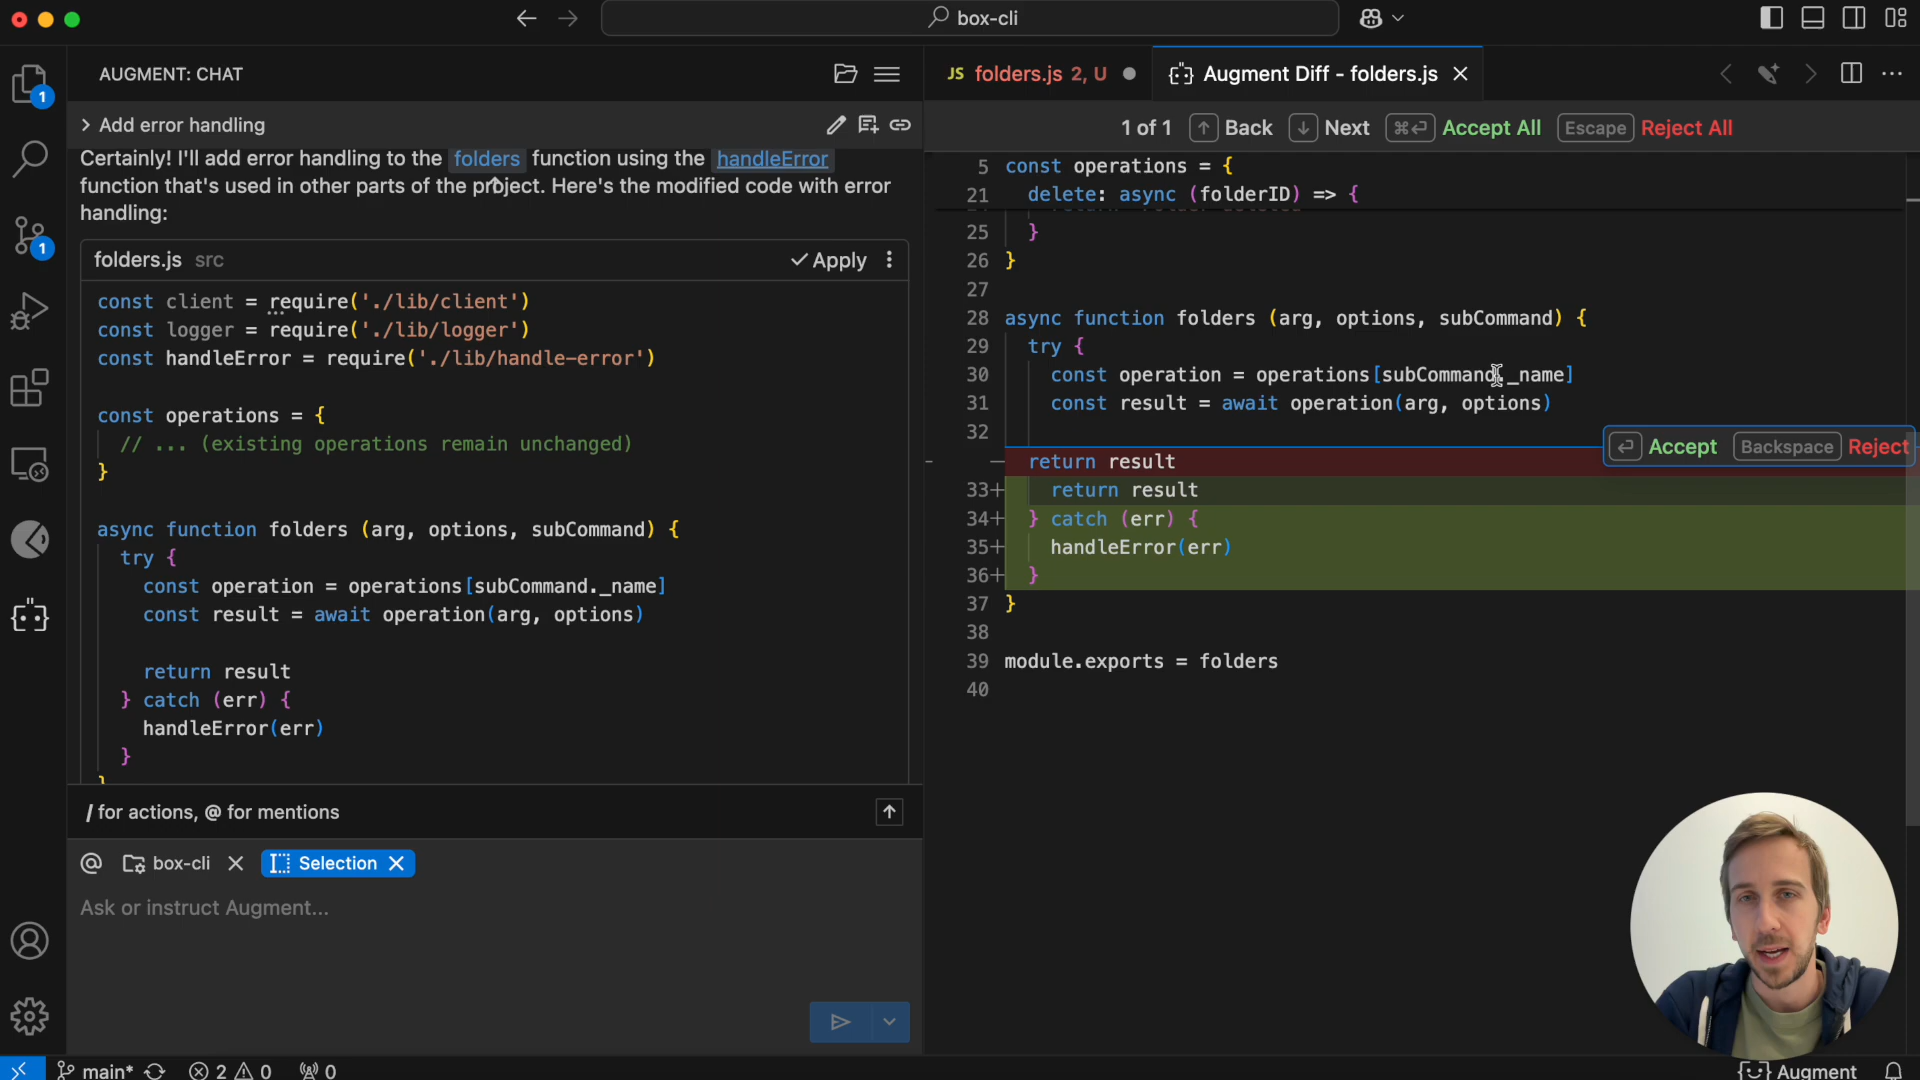 box-cli
AUGMENT: CHAT
JS folders.js 2, U
Augment Diff - folders.js
1
Add error handling
1 of 1 Back Next ⌘⏎ Accept All Escape Reject All
Certainly! I'll add error handling to the folders function using the handleError
function that's used in other parts of the project. Here's the modified code with error
handling:
folders.js src
Apply
const client = require('./lib/client')
const logger = require('./lib/logger')
const handleError = require('./lib/handle-error')
const operations = {
// ... (existing operations remain unchanged)
}
async function folders (arg, options, subCommand) {
try {
const operation = operations[subCommand._name]
const result = await operation(arg, options)
return result
} catch (err) {
handleError(err)
}
}
1
5 const operations = {
21 delete: async (folderID) => {
25 }
26 }
27
28 async function folders (arg, options, subCommand) {
29 try {
30 const operation = operations[subCommand._name]
31 const result = await operation(arg, options)
32
⏎ Accept Backspace Reject
— return result
33+ return result
34+ } catch (err) {
35+ handleError(err)
36+ }
37 }
38
39 module.exports = folders
40
/ for actions, @ for mentions
@ box-cli
Selection
Ask or instruct Augment...
main* 2 0 0
Augment